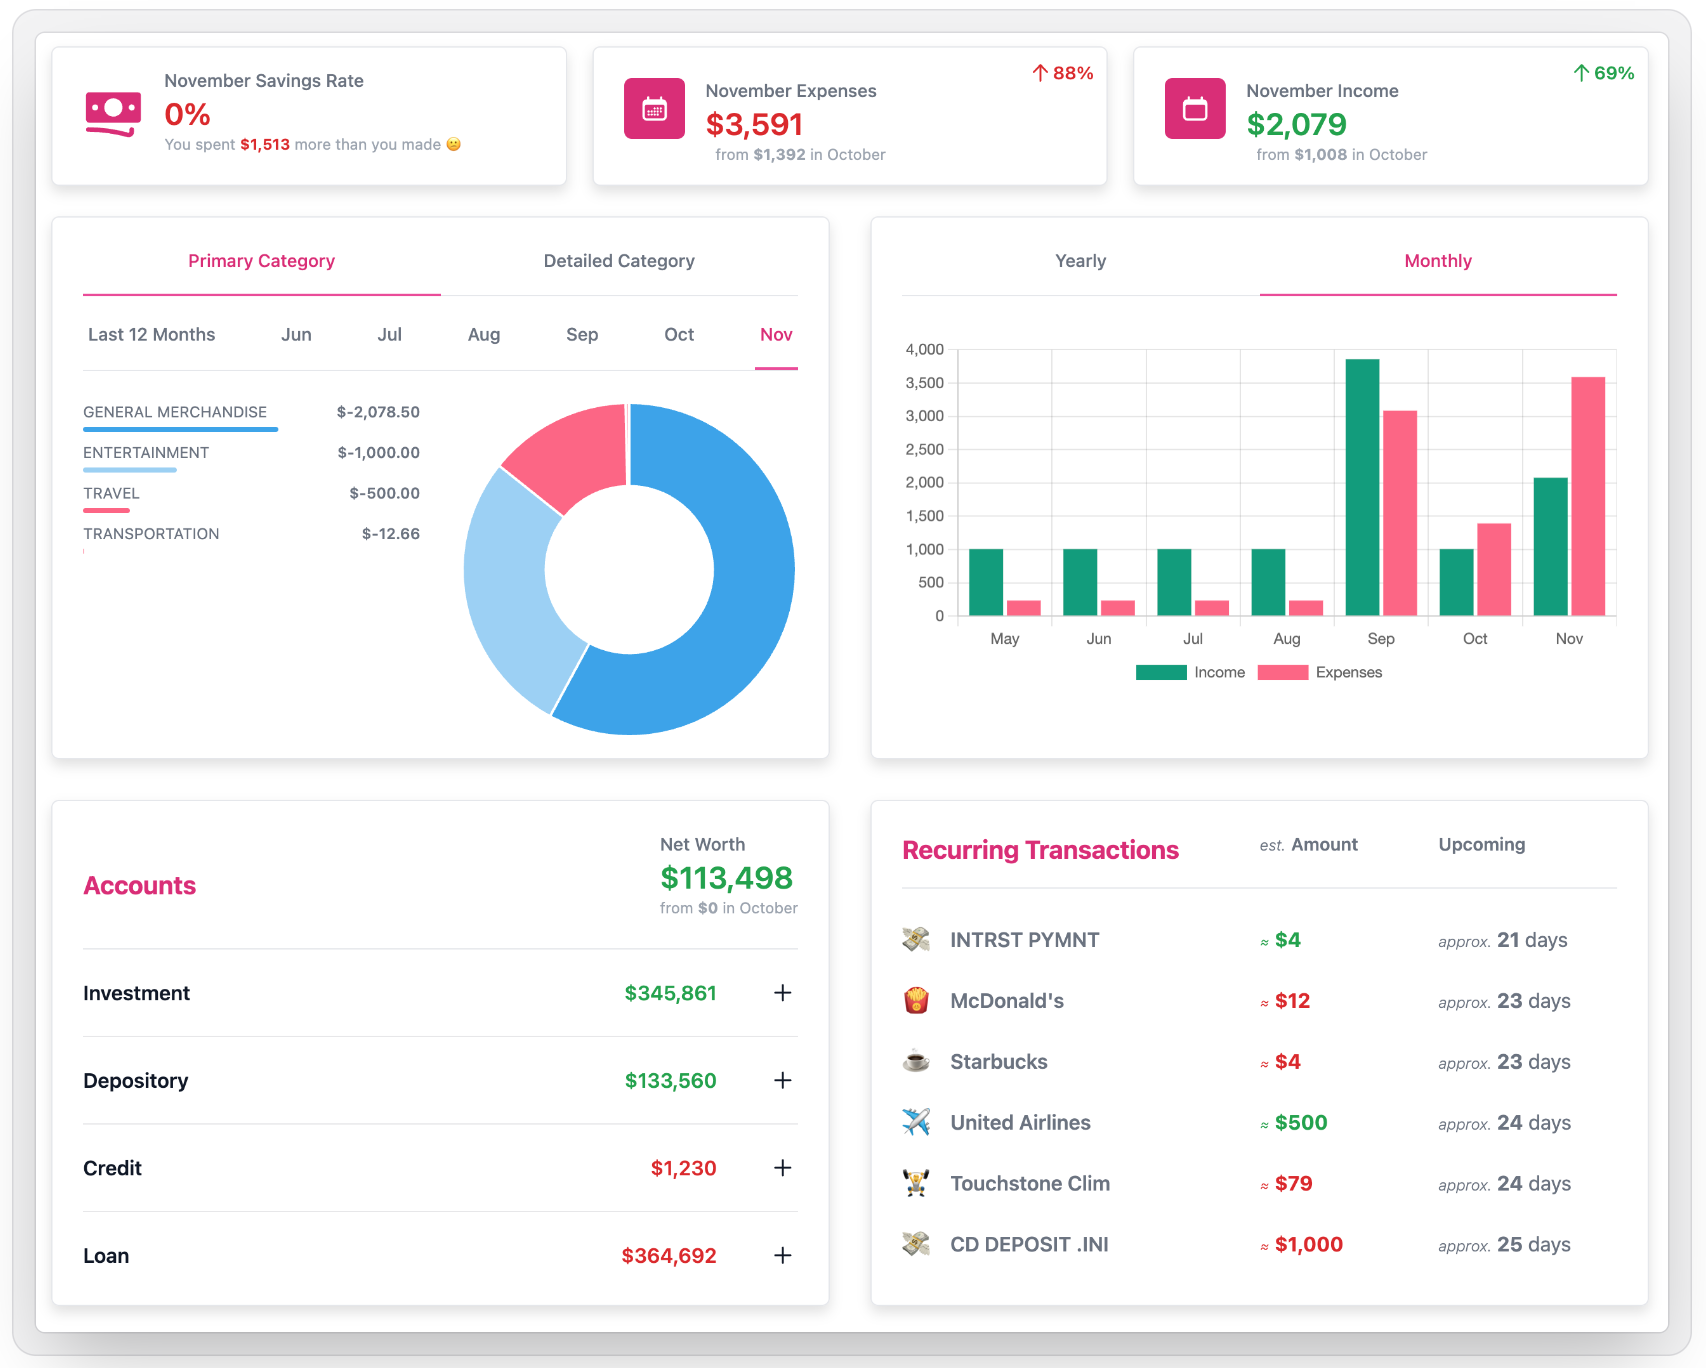 November Savings Rate
0%
You spent $1,513 more than you made
November Expenses
$3,591
from $1,392 in October
88%
November Income
$2,079
from $1,008 in October
69%
Primary Category
Detailed Category
Last 12 Months Jun Jul Aug Sep Oct Nov
GENERAL MERCHANDISE $-2,078.50
ENTERTAINMENT $-1,000.00
TRAVEL $-500.00
TRANSPORTATION $-12.66
Yearly
Monthly
4,000
3,500
3,000
2,500
2,000
1,500
1,000
500
0
May Jun Jul Aug Sep Oct Nov
Income Expenses
Accounts
Net Worth
$113,498
from $0 in October
Investment $345,861 +
Depository $133,560 +
Credit $1,230 +
Loan $364,692 +
Recurring Transactions est. Amount Upcoming
INTRST PYMNT ≈ $4 approx. 21 days
McDonald's ≈ $12 approx. 23 days
Starbucks ≈ $4 approx. 23 days
United Airlines ≈ $500 approx. 24 days
Touchstone Clim ≈ $79 approx. 24 days
CD DEPOSIT .INI ≈ $1,000 approx. 25 days